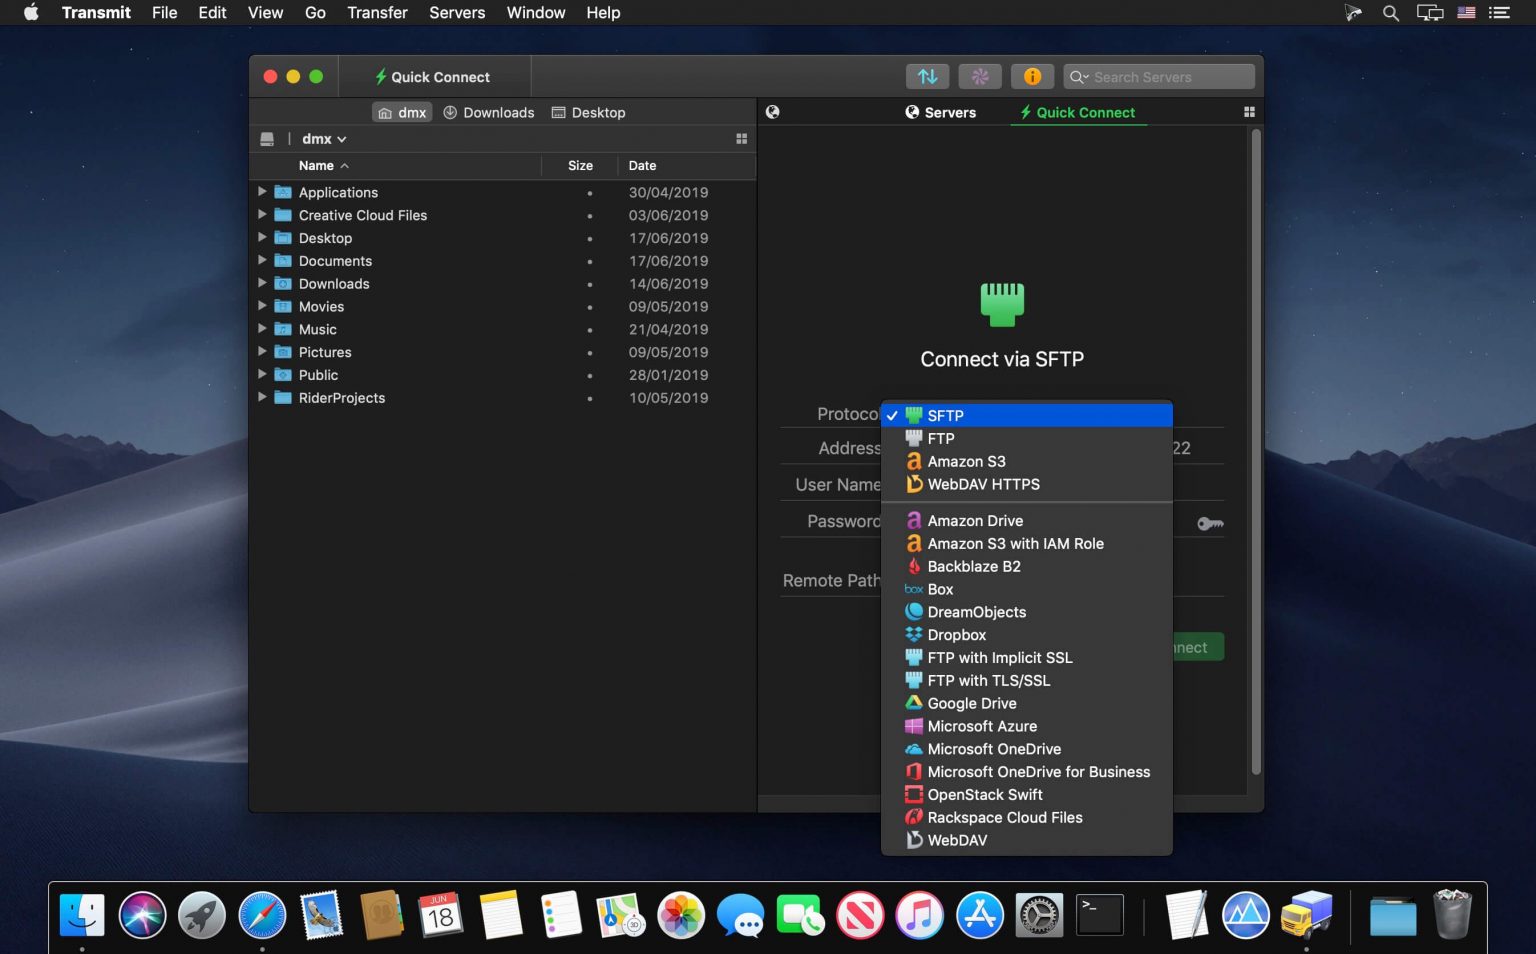 Transmit File Edit View Go Transfer Servers Window Help
Quick Connect
Search Servers
dmx Downloads Desktop
Servers Quick Connect
dmx
Name Size Date
Applications 30/04/2019
Creative Cloud Files 03/06/2019
Desktop 17/06/2019
Documents 17/06/2019
Downloads 14/06/2019
Movies 09/05/2019
Music 21/04/2019
Pictures 09/05/2019
Public 28/01/2019
RiderProjects 10/05/2019
Connect via SFTP
Protocol
Address 22
User Name
Password
Remote Path
nnect
SFTP
FTP
Amazon S3
WebDAV HTTPS
Amazon Drive
Amazon S3 with IAM Role
Backblaze B2
box Box
DreamObjects
Dropbox
FTP with Implicit SSL
FTP with TLS/SSL
Google Drive
Microsoft Azure
Microsoft OneDrive
Microsoft OneDrive for Business
OpenStack Swift
Rackspace Cloud Files
WebDAV
JUN
18
3D
>_